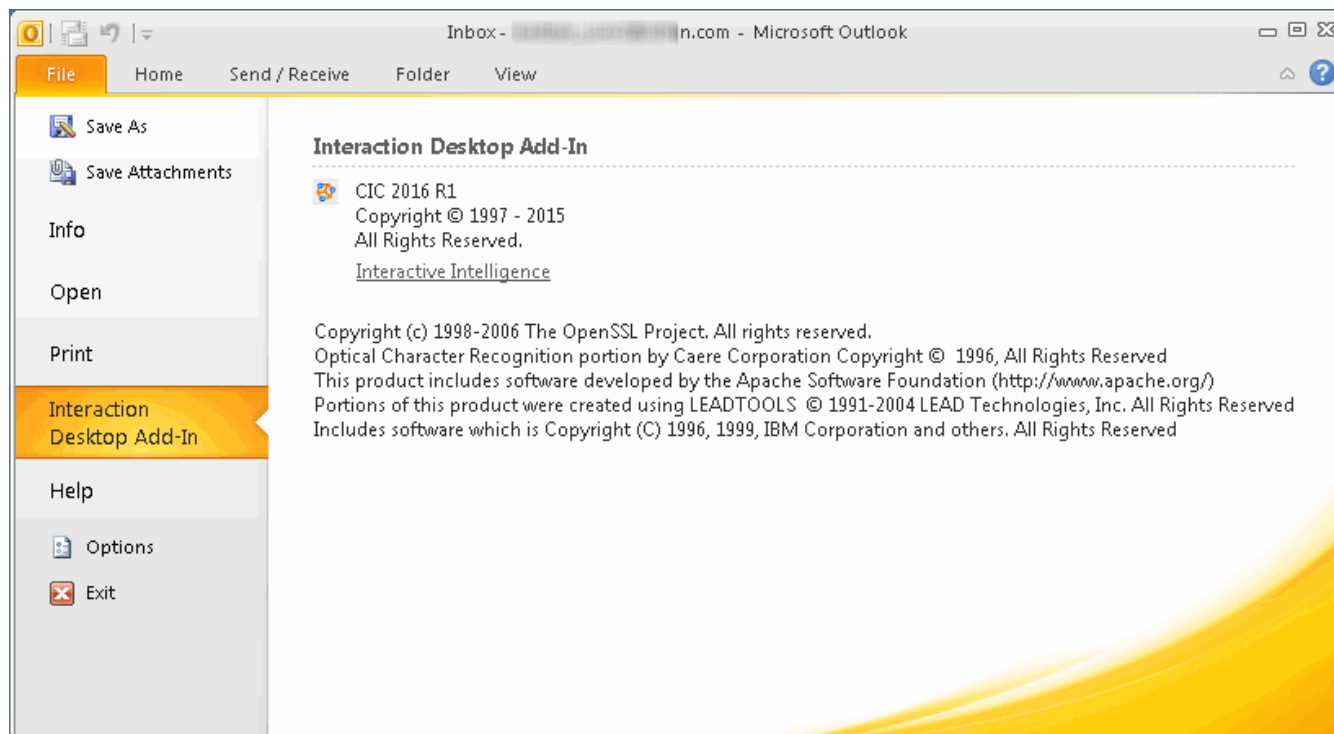 Inbox - n.com - Microsoft Outlook
File Home Send / Receive Folder View
Save As
Save Attachments
Info
Open
Print
Interaction
Desktop Add-In
Help
Options
Exit
Interaction Desktop Add-In
CIC 2016 R1
Copyright © 1997 - 2015
All Rights Reserved.
Interactive Intelligence
Copyright (c) 1998-2006 The OpenSSL Project. All rights reserved.
Optical Character Recognition portion by Caere Corporation Copyright © 1996, All Rights Reserved
This product includes software developed by the Apache Software Foundation (http://www.apache.org/)
Portions of this product were created using LEADTOOLS © 1991-2004 LEAD Technologies, Inc. All Rights Reserved
Includes software which is Copyright (C) 1996, 1999, IBM Corporation and others. All Rights Reserved